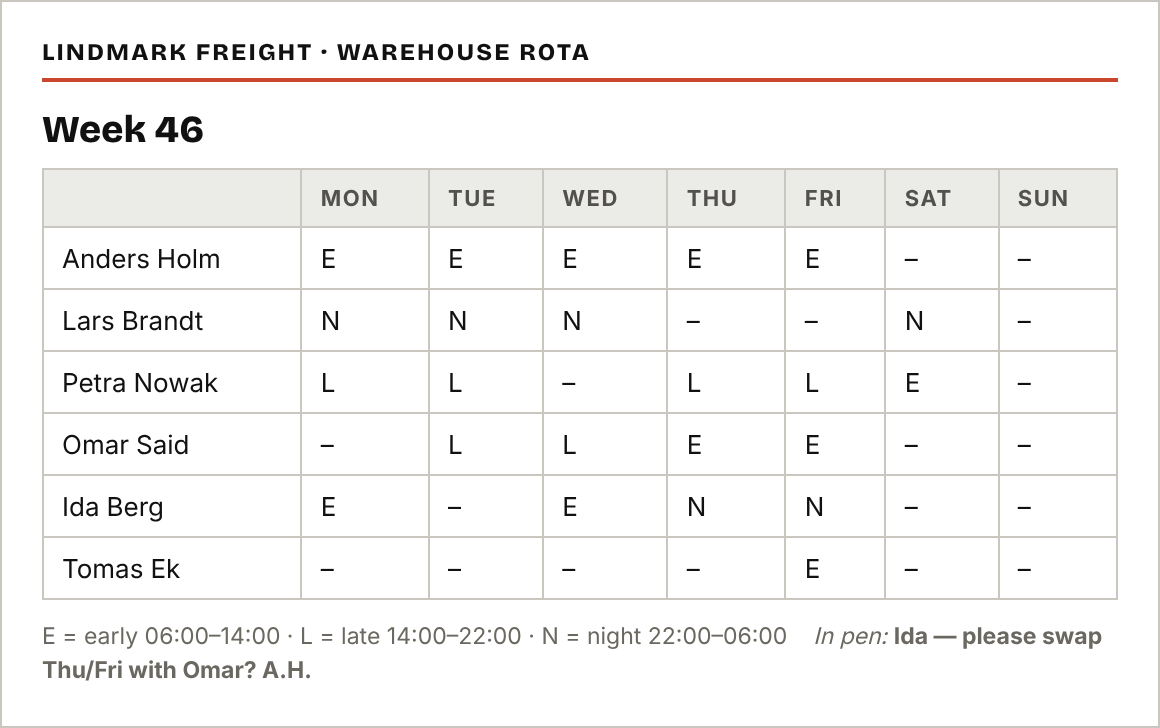 LINDMARK FREIGHT · WAREHOUSE ROTA
Week 46
MON TUE WED THU FRI SAT SUN
Anders Holm E E E E E – –
Lars Brandt N N N – – N –
Petra Nowak L L – L L E –
Omar Said – L L E E – –
Ida Berg E – E N N – –
Tomas Ek – – – – E – –
E = early 06:00–14:00 · L = late 14:00–22:00 · N = night 22:00–06:00 In pen: Ida — please swap
Thu/Fri with Omar? A.H.